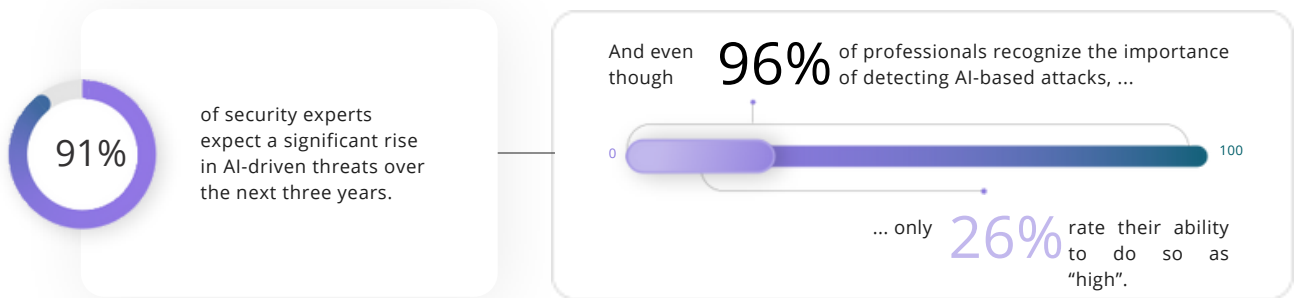 91%
of security experts
expect a significant rise
in AI-driven threats over
the next three years.
And even
though
96%
of professionals recognize the importance
of detecting AI-based attacks, ...
0
100
... only
26%
rate their ability
to do so as
“high”.